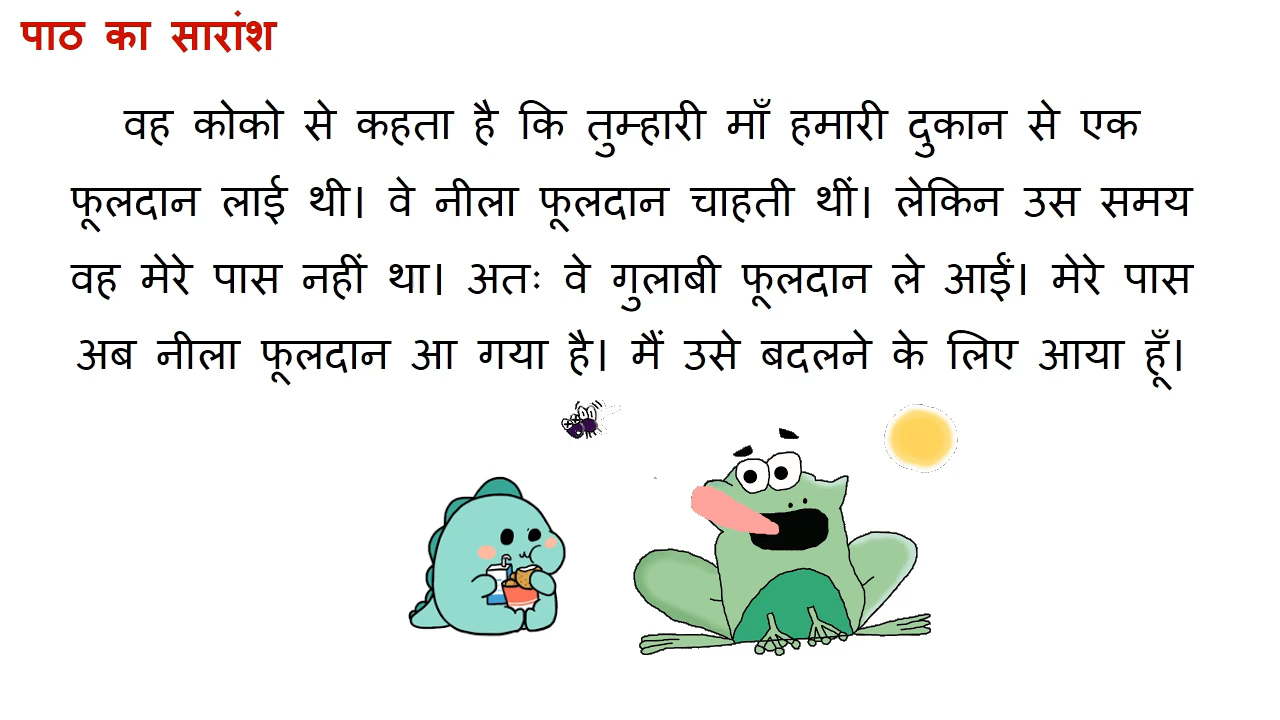 पाठ का सारांश
वह कोको से कहता है कि तुम्हारी माँ हमारी दुकान से एक
फूलदान लाई थी। वे नीला फूलदान चाहती थीं। लेकिन उस समय
वह मेरे पास नहीं था। अतः वे गुलाबी फूलदान ले आईं। मेरे पास
अब नीला फूलदान आ गया है। मैं उसे बदलने के लिए आया हूँ।